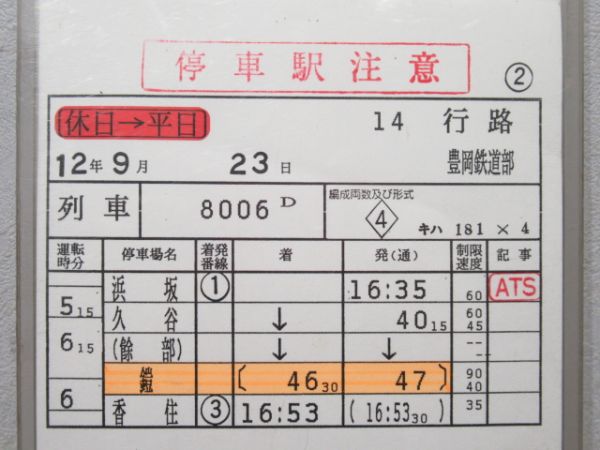 停車駅注意
②
休日→平日 14 行路
12年9月 23日 豊岡鉄道部
列車 8006D 編成両数及び形式 4 キハ 181×4
運転時分 停車場名 着発番線 着 発(通) 制限速度 記事
浜坂 ① 16:35 60 ATS
5 15
久谷 ↓ 40 15 60 45
6 15
(餘部) ↓ ↓ -- --
鎧 〔 46 30 47 〕 90 40
6
香住 ③ 16:53 (16:53 30) 35